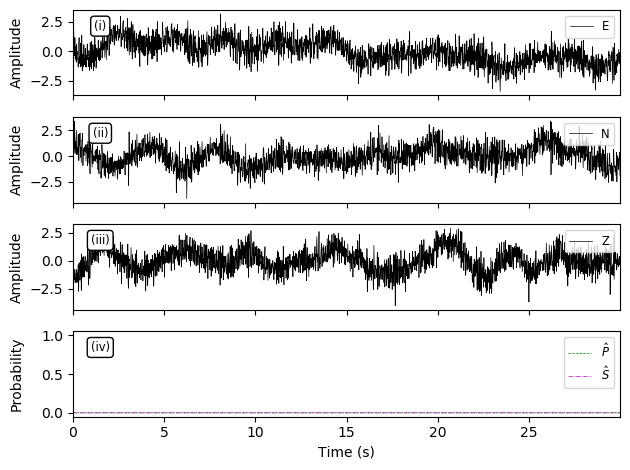 2.5
0.0
−2.5
Amplitude
(i)
E
2.5
0.0
−2.5
Amplitude
(ii)
N
2.5
0.0
−2.5
Amplitude
(iii)
Z
1.0
0.5
0.0
Probability
(iv)
P̂
Ŝ
0 5 10 15 20 25
Time (s)